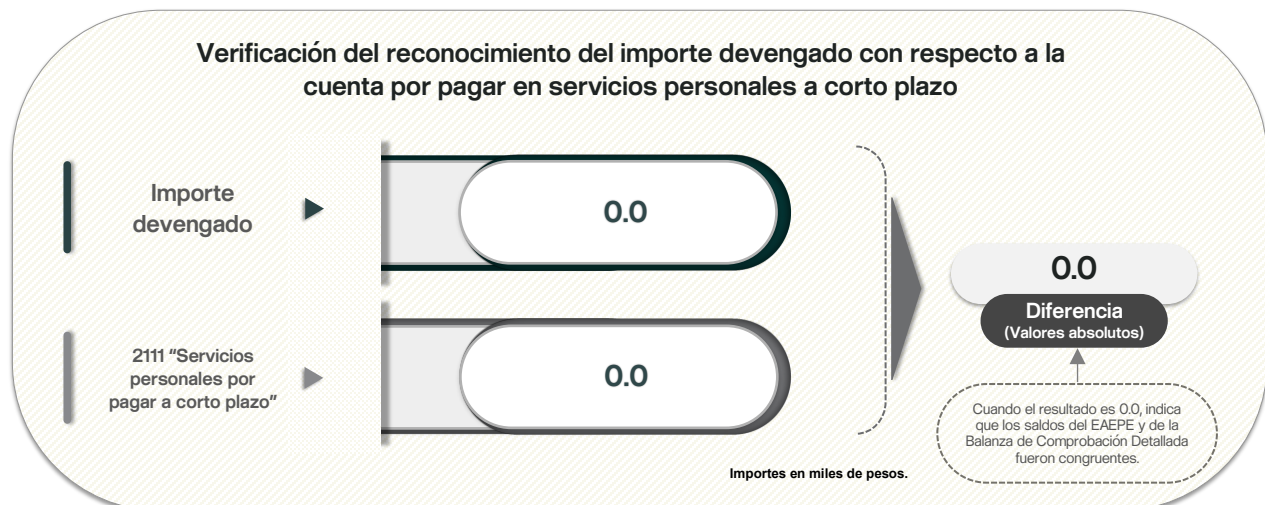 Verificación del reconocimiento del importe devengado con respecto a la
cuenta por pagar en servicios personales a corto plazo
Importe
devengado
0.0
2111 “Servicios
personales por
pagar a corto plazo”
0.0
0.0
Diferencia
(Valores absolutos)
Cuando el resultado es 0.0, indica
que los saldos del EAEPE y de la
Balanza de Comprobación Detallada
fueron congruentes.
Importes en miles de pesos.